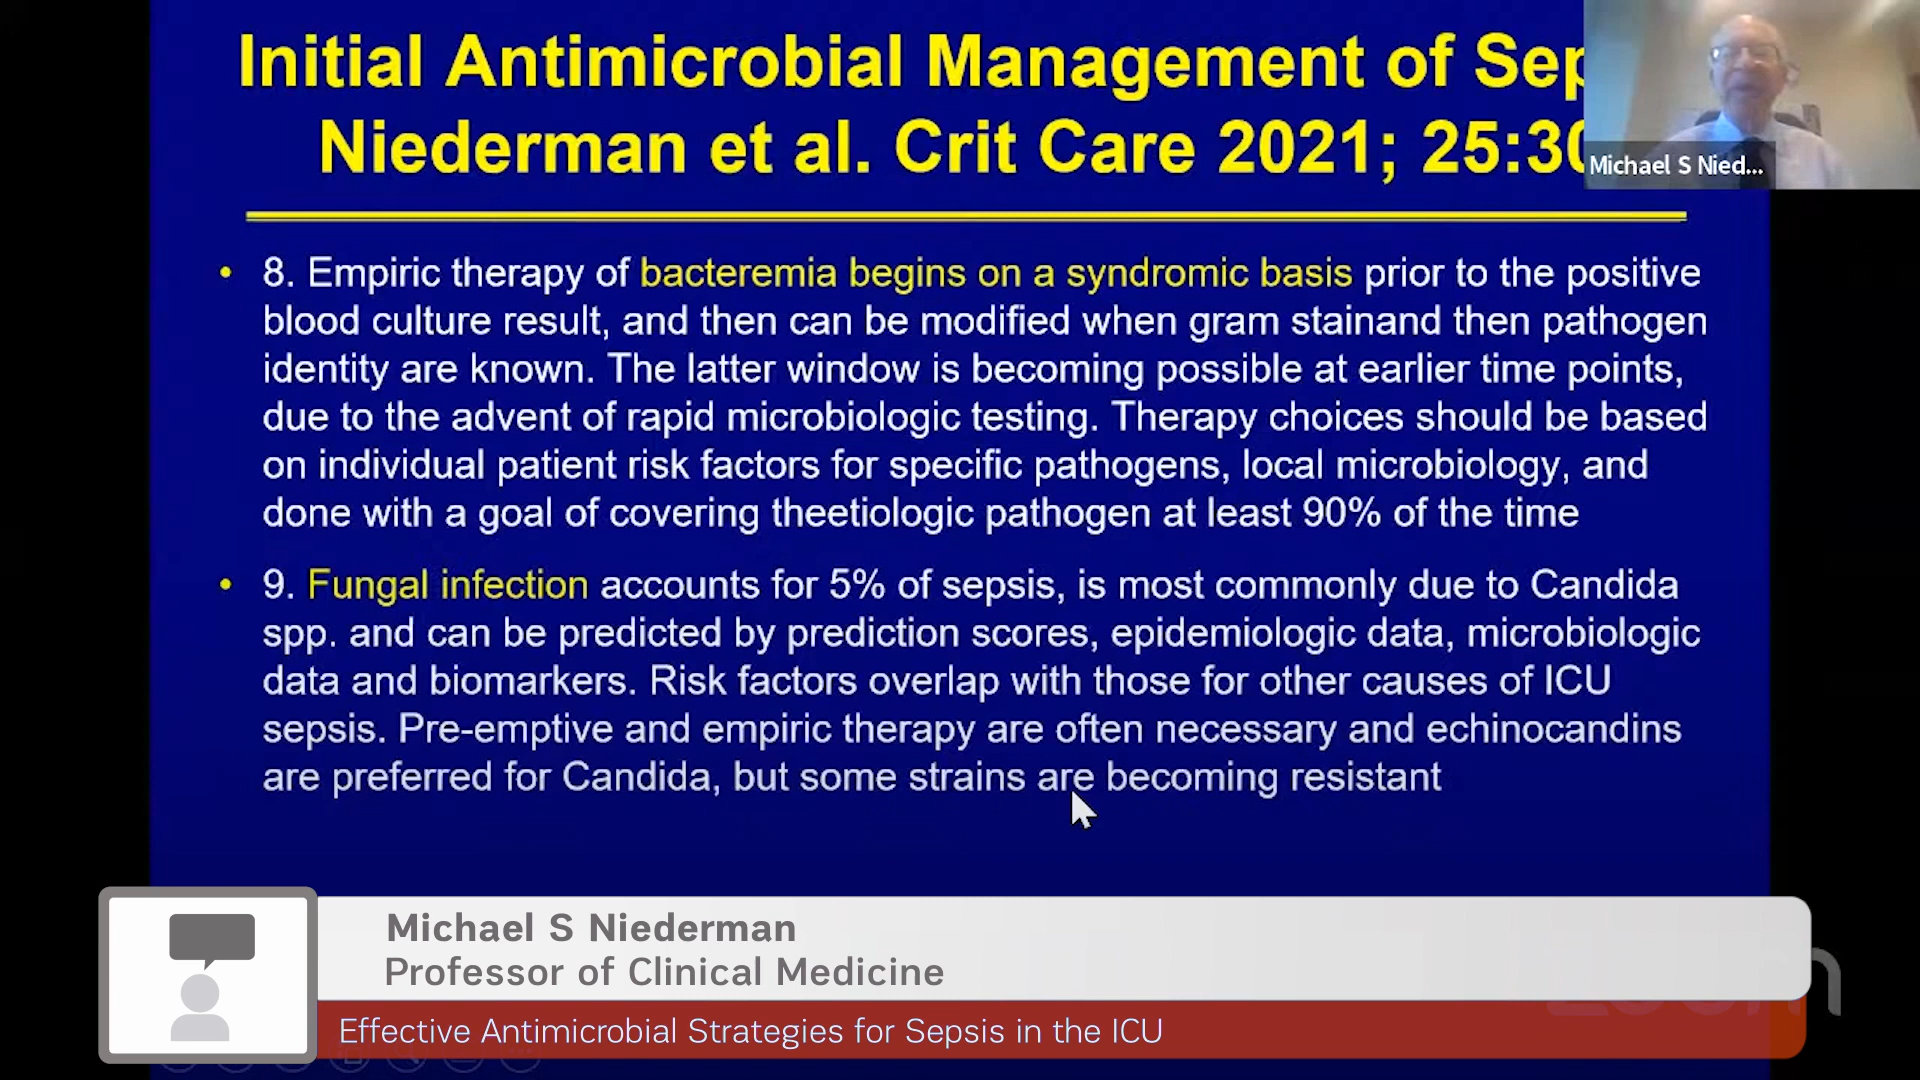 Initial Antimicrobial Management of Sep
Niederman et al. Crit Care 2021; 25:30
Michael S Nied...
• 8. Empiric therapy of bacteremia begins on a syndromic basis prior to the positive
blood culture result, and then can be modified when gram stainand then pathogen
identity are known. The latter window is becoming possible at earlier time points,
due to the advent of rapid microbiologic testing. Therapy choices should be based
on individual patient risk factors for specific pathogens, local microbiology, and
done with a goal of covering theetiologic pathogen at least 90% of the time
• 9. Fungal infection accounts for 5% of sepsis, is most commonly due to Candida
spp. and can be predicted by prediction scores, epidemiologic data, microbiologic
data and biomarkers. Risk factors overlap with those for other causes of ICU
sepsis. Pre-emptive and empiric therapy are often necessary and echinocandins
are preferred for Candida, but some strains are becoming resistant
Michael S Niederman
Professor of Clinical Medicine
Effective Antimicrobial Strategies for Sepsis in the ICU